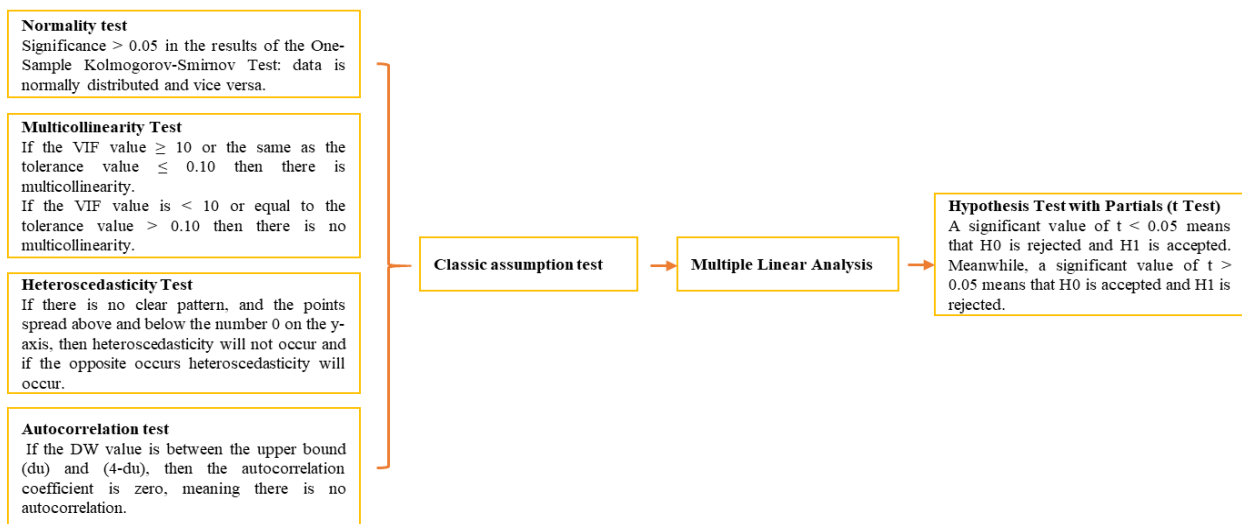 Normality test
Significance > 0.05 in the results of the One-
Sample Kolmogorov-Smirnov Test: data is
normally distributed and vice versa.
Multicollinearity Test
If the VIF value ≥ 10 or the same as the
tolerance value ≤ 0.10 then there is
multicollinearity.
If the VIF value is < 10 or equal to the
tolerance value > 0.10 then there is no
multicollinearity.
Heteroscedasticity Test
If there is no clear pattern, and the points
spread above and below the number 0 on the y-
axis, then heteroscedasticity will not occur and
if the opposite occurs heteroscedasticity will
occur.
Autocorrelation test
If the DW value is between the upper bound
(du) and (4-du), then the autocorrelation
coefficient is zero, meaning there is no
autocorrelation.
Classic assumption test
Multiple Linear Analysis
Hypothesis Test with Partials (t Test)
A significant value of t < 0.05 means
that H0 is rejected and H1 is accepted.
Meanwhile, a significant value of t >
0.05 means that H0 is accepted and H1 is
rejected.